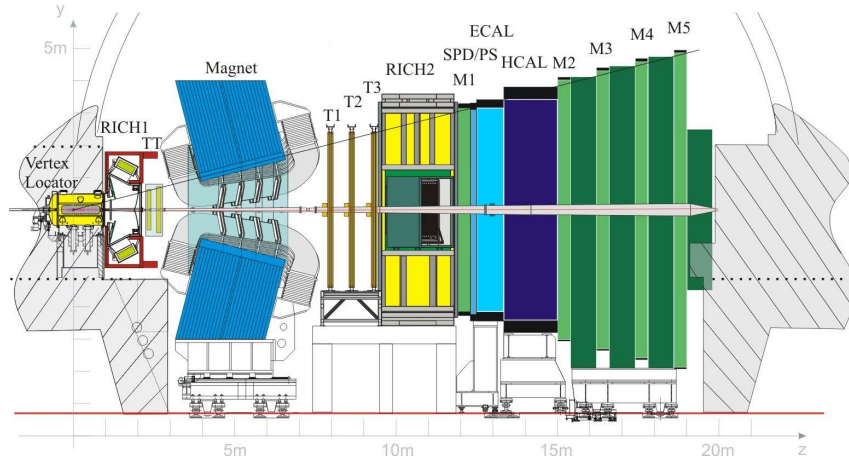 y
5m
Vertex
Locator
RICH1
TT
Magnet
T1
T2
T3
RICH2
M1
SPD/PS
ECAL
HCAL
M2
M3
M4
M5
5m
10m
15m
20m
z